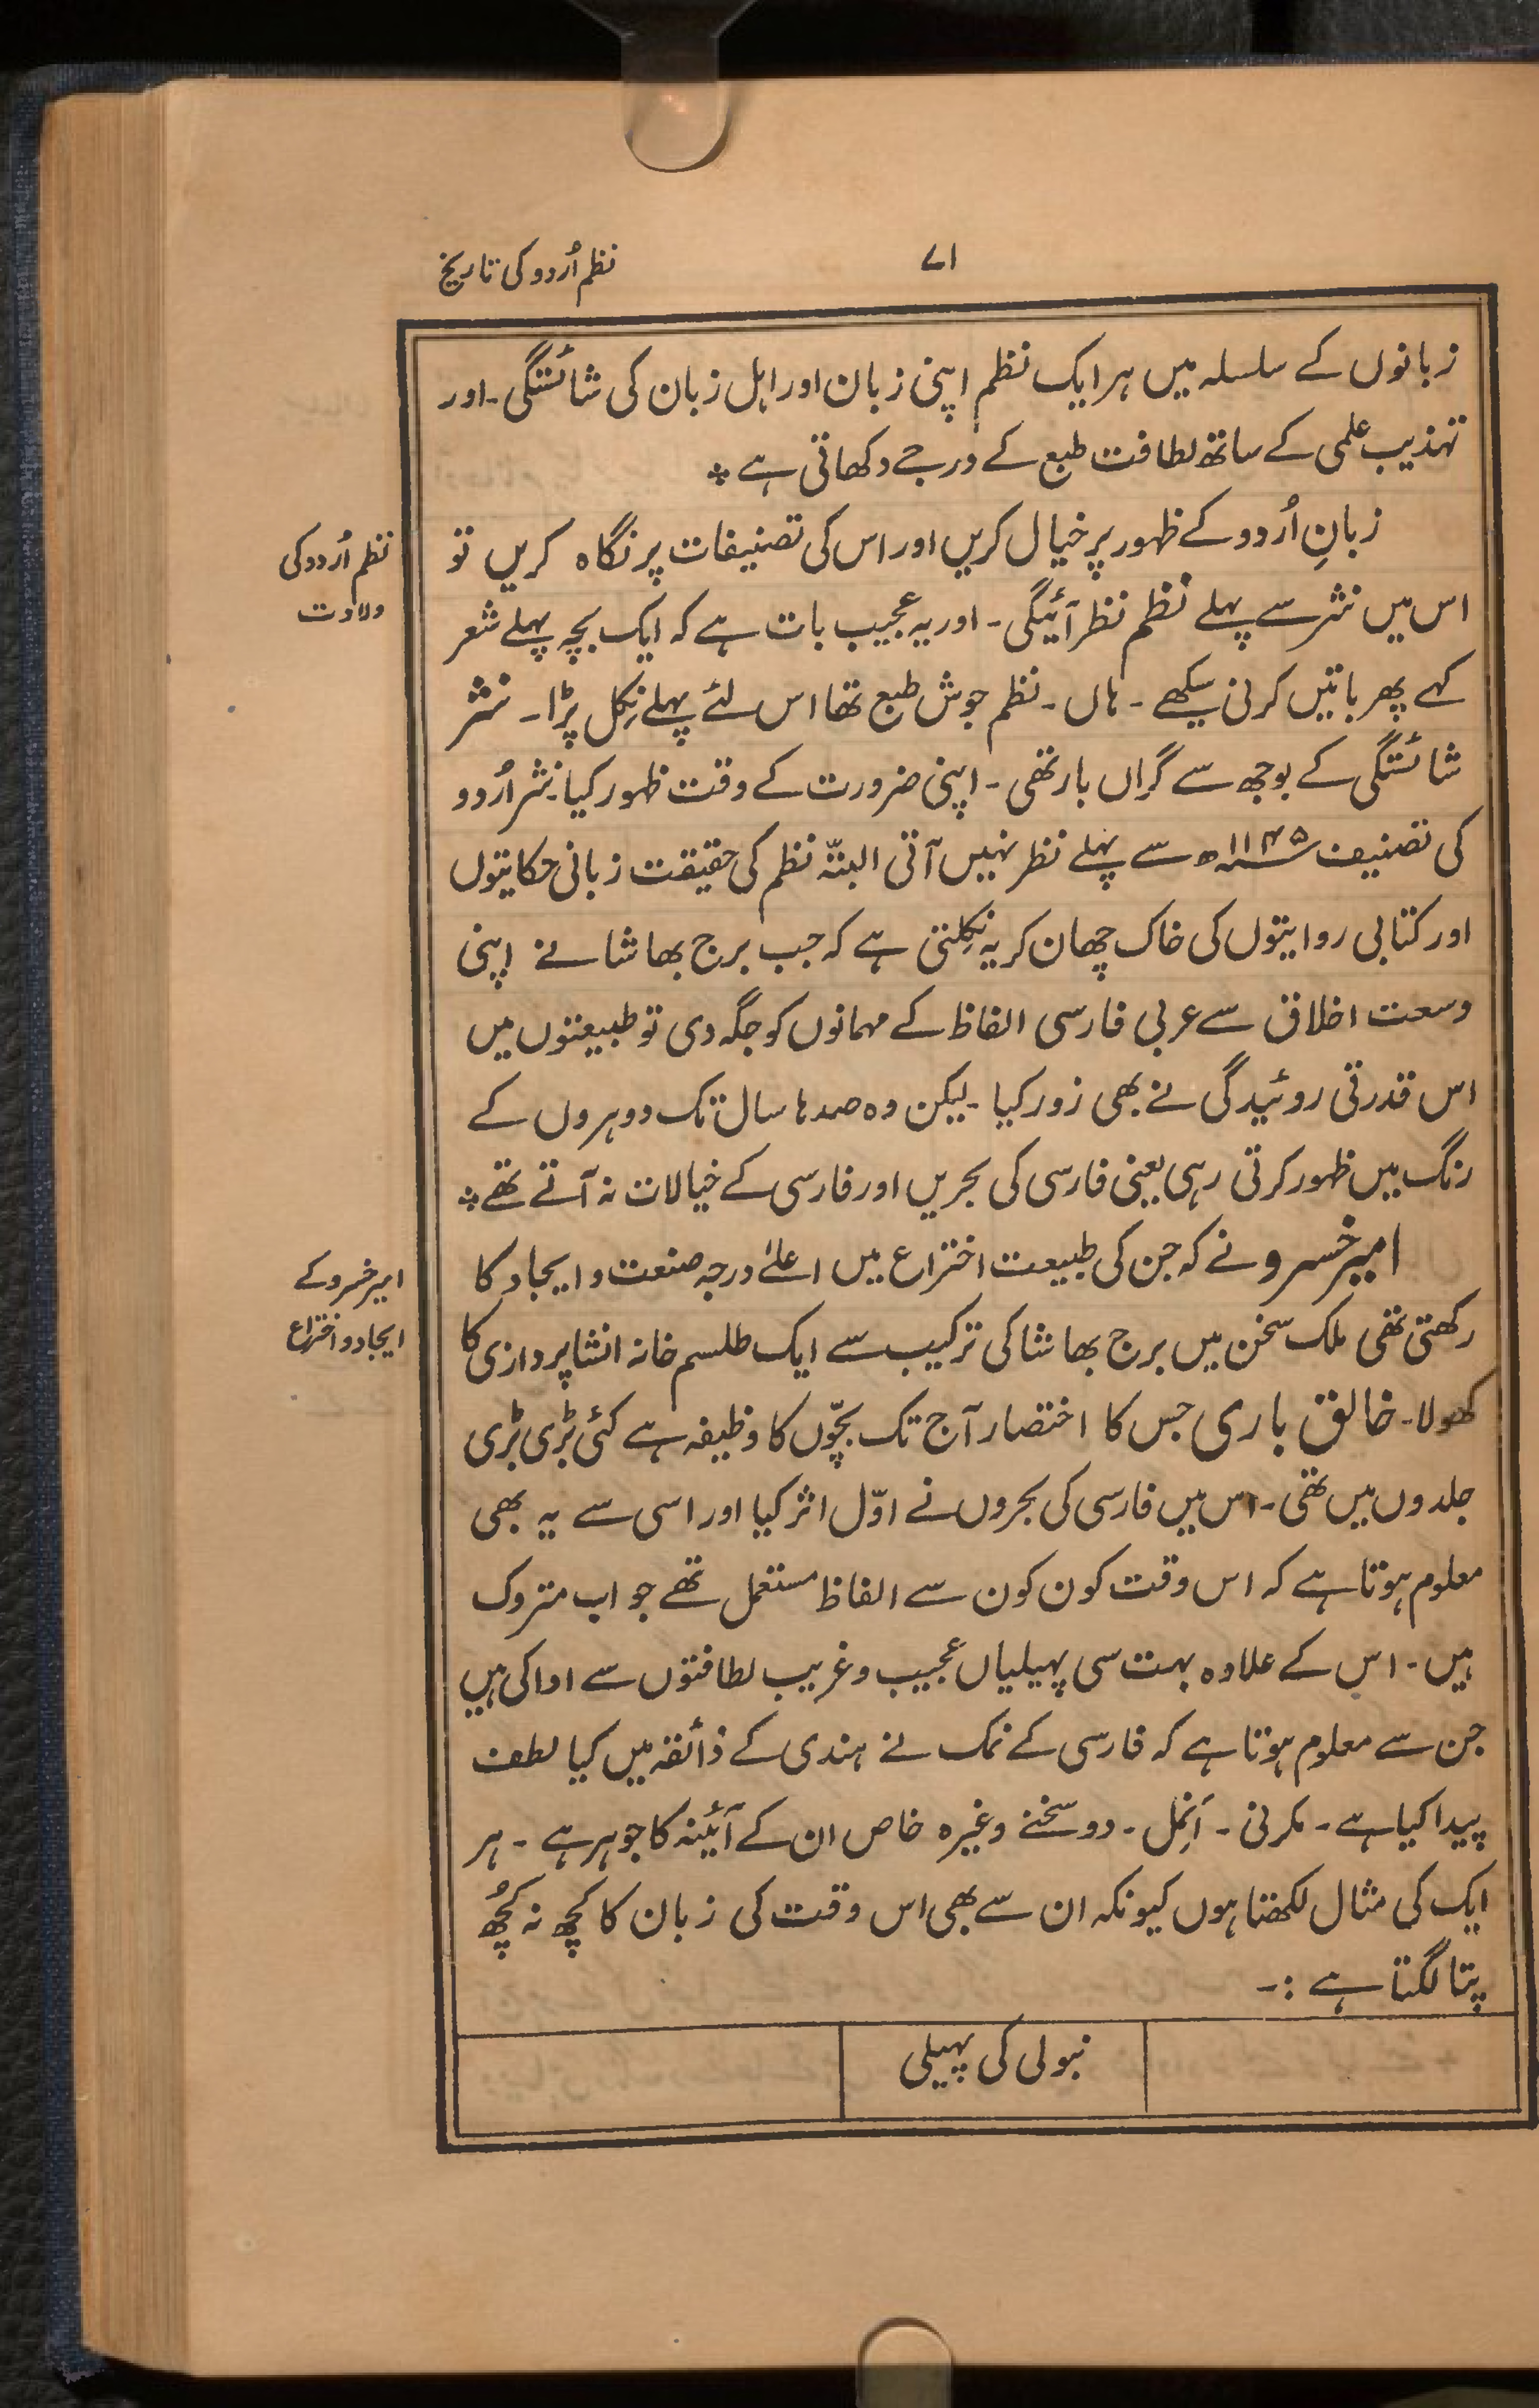 ۷۱
نظم اُردو کی تاریخ
زبانوں کے سلسلہ میں ہر ایک نظم اپنی زبان اور اہل زبان کی شائستگی۔ اور
تہذیب علمی کے ساتھ لطافت طبع کے درجے دکھاتی ہے ٭
نظم اُردو کی
ولادت
زبانِ اُردو کے ظہور پر خیال کریں اور اس کی تصنیفات پر نگاہ کریں تو
اس میں نثر سے پہلے نظم نظر آئیگی۔ اور یہ عجیب بات ہے کہ ایک بچہ پہلے شعر
کہے پھر باتیں کرنی سیکھے۔ ہاں۔ نظم جوش طبع تھا اس لئے پہلے نِکل پڑا۔ نثر
شائستگی کے بوجھ سے گراں بار تھی۔ اپنی ضرورت کے وقت ظہور کیا۔ نثر اُردو
کی تصنیف ۱۱۴۵ھ سے پہلے نظر نہیں آتی البتّہ نظم کی حقیقت زبانی حکایتوں
اور کتابی روایتوں کی خاک چھان کر یہ نِکلتی ہے کہ جب برج بھاشا نے اپنی
وسعت اخلاق سے عربی فارسی الفاظ کے مہمانوں کو جگہ دی تو طبیعتوں میں
اس قدرتی روئیدگی نے بھی زور کیا۔ لیکن وہ صدہا سال تک دوہروں کے
رنگ میں ظہور کرتی رہی یعنی فارسی کی بحریں اور فارسی کے خیالات نہ آتے تھے ٭
امیر خسرو کے
ایجاد و اختراع
امیر خسرو نے کہ جن کی طبیعت اختراع میں اعلےٰ درجہ صنعت و ایجاد کا
رکھتی تھی ملک سخن میں برج بھاشا کی ترکیب سے ایک طلسم خانہ انشا پردازی کا
کھولا۔ خالق باری جس کا اختصار آج تک بچّوں کا وظیفہ ہے کئی بڑی بڑی
جلدوں میں تھی۔ اس میں فارسی کی بحروں نے اوّل اثر کیا اور اسی سے یہ بھی
معلوم ہوتا ہے کہ اس وقت کون کون سے الفاظ مستعمل تھے جو اب متروک
ہیں۔ اس کے علاوہ بہت سی پہیلیاں عجیب و غریب لطافتوں سے ادا کی ہیں
جن سے معلوم ہوتا ہے کہ فارسی کے نمک نے ہندی کے ذائقہ میں کیا لطف
پیدا کیا ہے۔ مکرنی۔ اَنمِل۔ دوسخنے وغیرہ خاص ان کے آئینہ کا جوہر ہے۔ ہر
ایک کی مثال لکھتا ہوں کیونکہ ان سے بھی اس وقت کی زبان کا کچھ نہ کُچھ
پتا لگتا ہے :۔
نبولی کی پہیلی